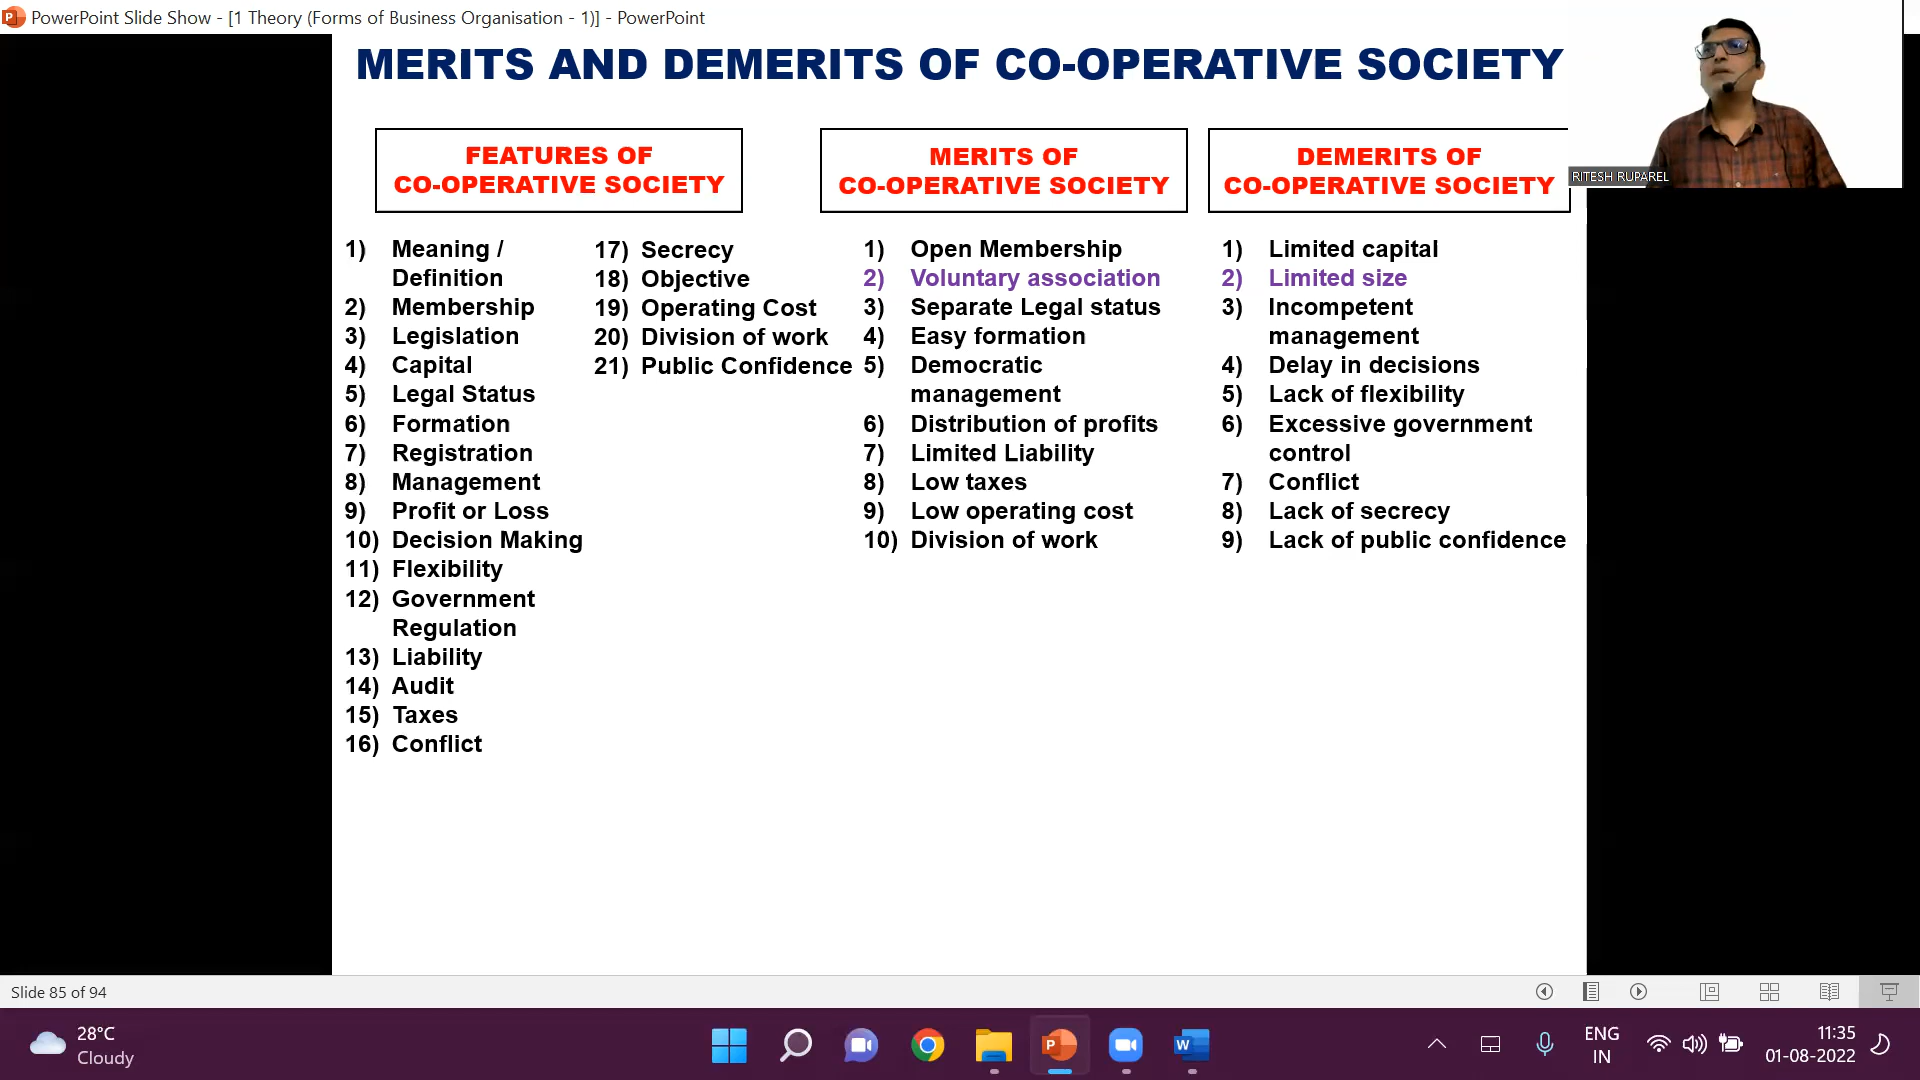 PowerPoint Slide Show - [1 Theory (Forms of Business Organisation - 1)] - PowerPoint
MERITS AND DEMERITS OF CO-OPERATIVE SOCIETY
RITESH RUPAREL
FEATURES OF
CO-OPERATIVE SOCIETY
1) Meaning /
Definition
2) Membership
3) Legislation
4) Capital
5) Legal Status
6) Formation
7) Registration
8) Management
9) Profit or Loss
10) Decision Making
11) Flexibility
12) Government
Regulation
13) Liability
14) Audit
15) Taxes
16) Conflict
17) Secrecy
18) Objective
19) Operating Cost
20) Division of work
21) Public Confidence
MERITS OF
CO-OPERATIVE SOCIETY
1) Open Membership
2) Voluntary association
3) Separate Legal status
4) Easy formation
5) Democratic
management
6) Distribution of profits
7) Limited Liability
8) Low taxes
9) Low operating cost
10) Division of work
DEMERITS OF
CO-OPERATIVE SOCIETY
1) Limited capital
2) Limited size
3) Incompetent
management
4) Delay in decisions
5) Lack of flexibility
6) Excessive government
control
7) Conflict
8) Lack of secrecy
9) Lack of public confidence
Slide 85 of 94
28°C
Cloudy
ENG
IN
11:35
01-08-2022